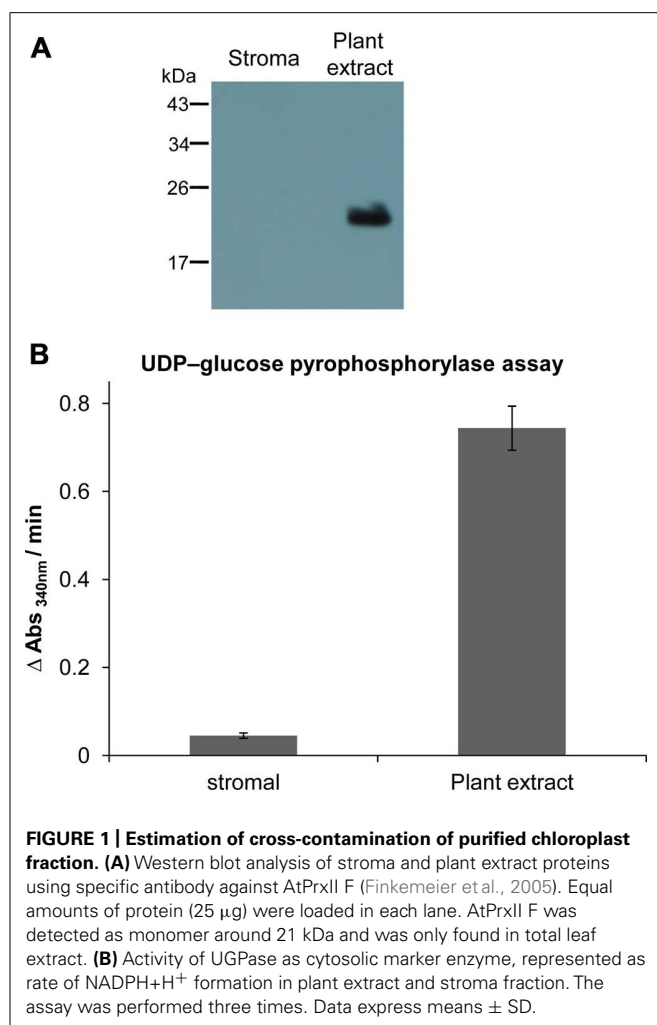 A
Stroma
Plant
extract
kDa
43
34
26
17
B
UDP–glucose pyrophosphorylase assay
Δ Abs 340nm / min
0.8
0.6
0.4
0.2
0
stromal
Plant extract
FIGURE 1 | Estimation of cross-contamination of purified chloroplast
fraction. (A) Western blot analysis of stroma and plant extract proteins
using specific antibody against AtPrxII F (Finkemeier et al., 2005). Equal
amounts of protein (25 μg) were loaded in each lane. AtPrxII F was
detected as monomer around 21 kDa and was only found in total leaf
extract. (B) Activity of UGPase as cytosolic marker enzyme, represented as
rate of NADPH+H+ formation in plant extract and stroma fraction. The
assay was performed three times. Data express means ± SD.